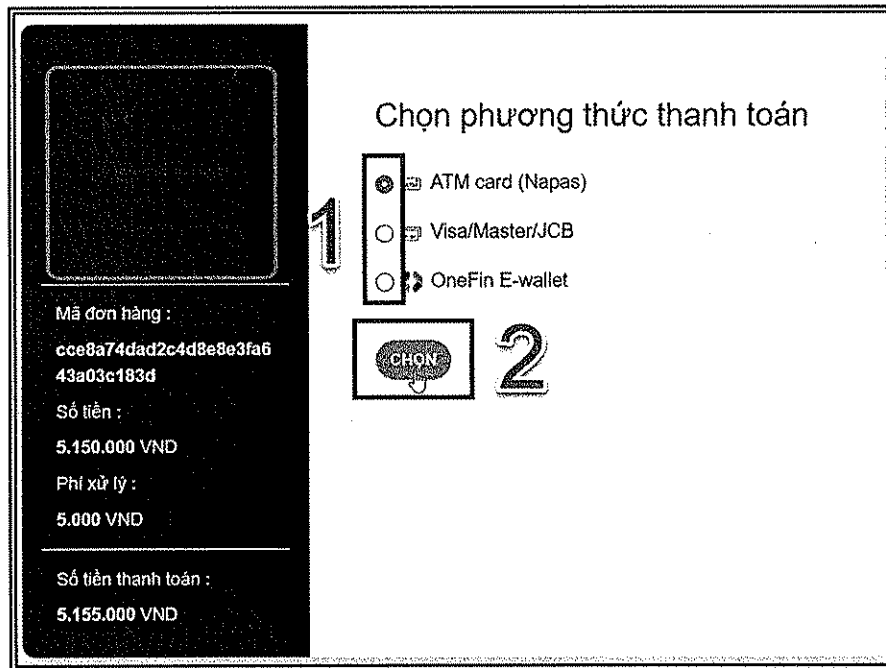 Mã đơn hàng :
cce8a74dad2c4d8e8e3fa6
43a03c183d
Số tiền :
5.150.000 VND
Phí xử lý :
5.000 VND
Số tiền thanh toán :
5.155.000 VND
Chọn phương thức thanh toán
1
ATM card (Napas)
Visa/Master/JCB
OneFin E-wallet
CHỌN
2